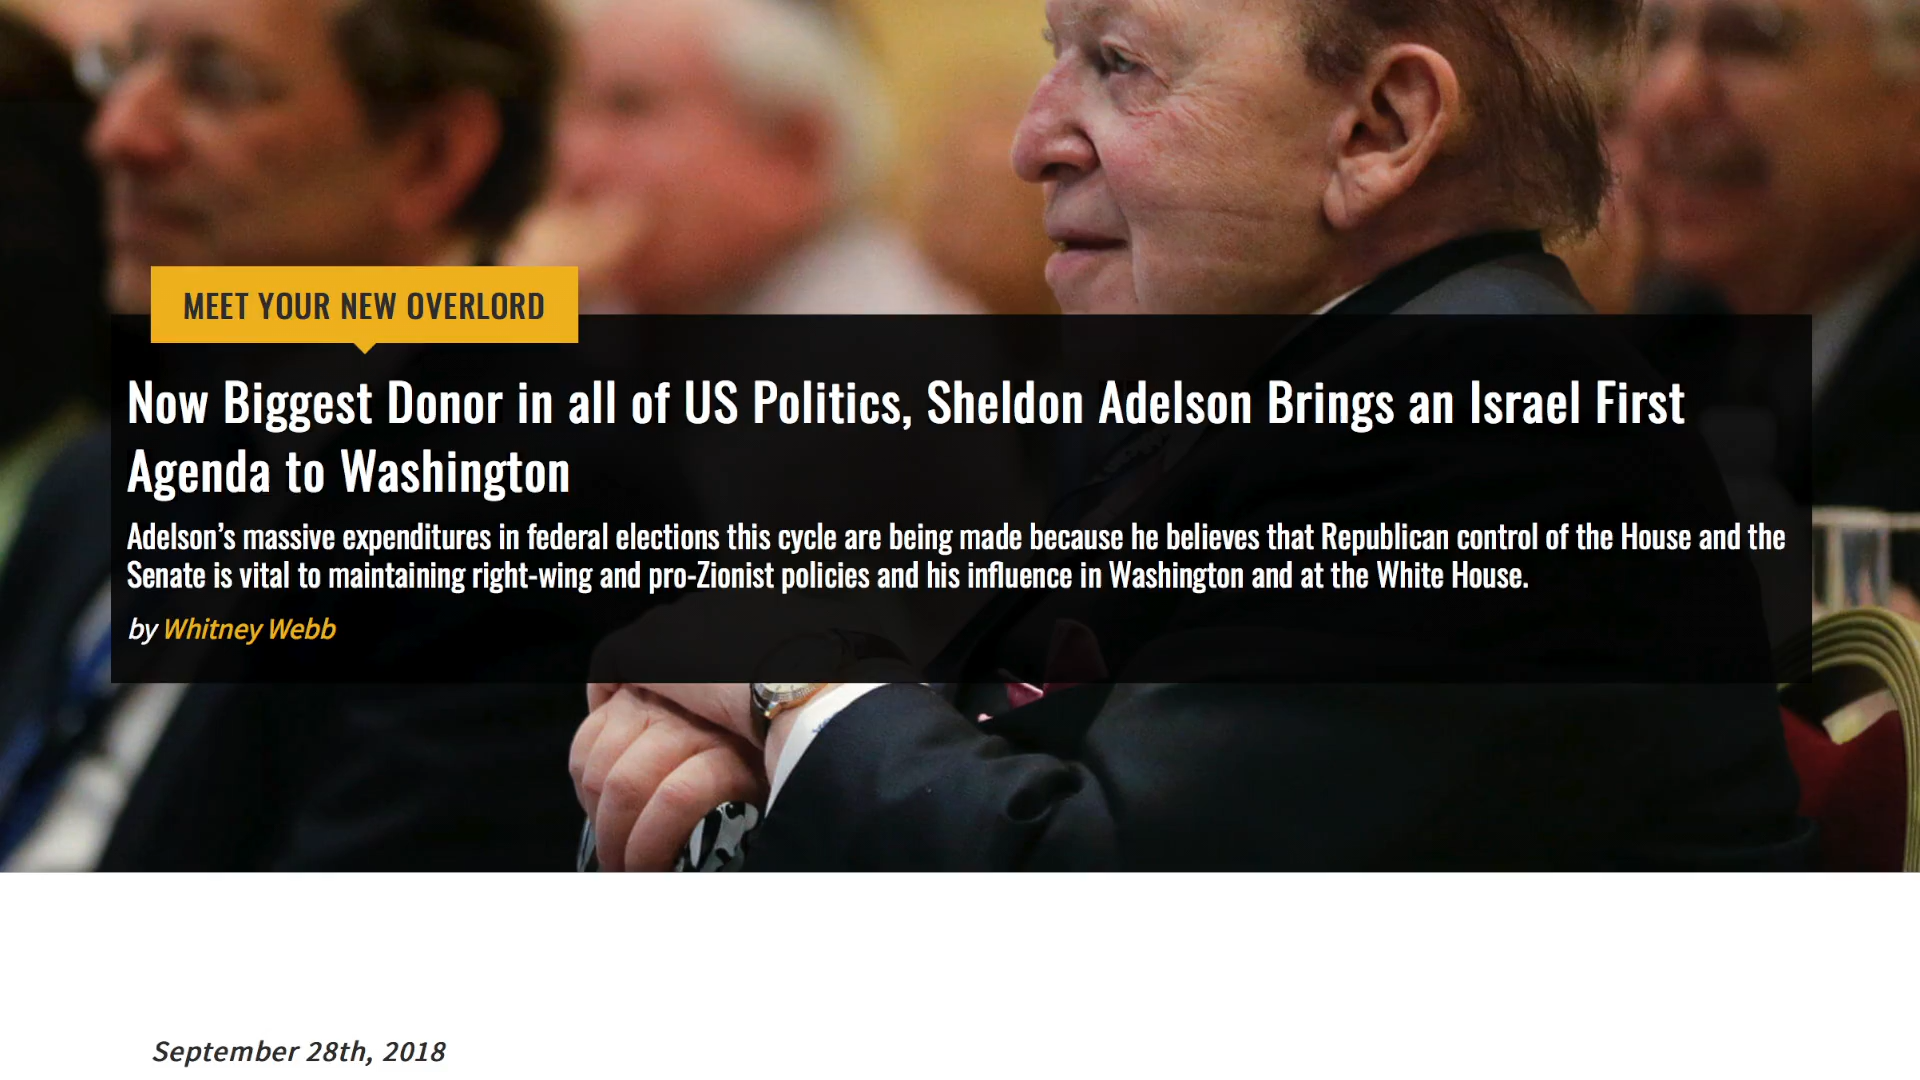 MEET YOUR NEW OVERLORD
Now Biggest Donor in all of US Politics, Sheldon Adelson Brings an Israel First
Agenda to Washington
Adelson’s massive expenditures in federal elections this cycle are being made because he believes that Republican control of the House and the
Senate is vital to maintaining right-wing and pro-Zionist policies and his influence in Washington and at the White House.
by Whitney Webb
September 28th, 2018